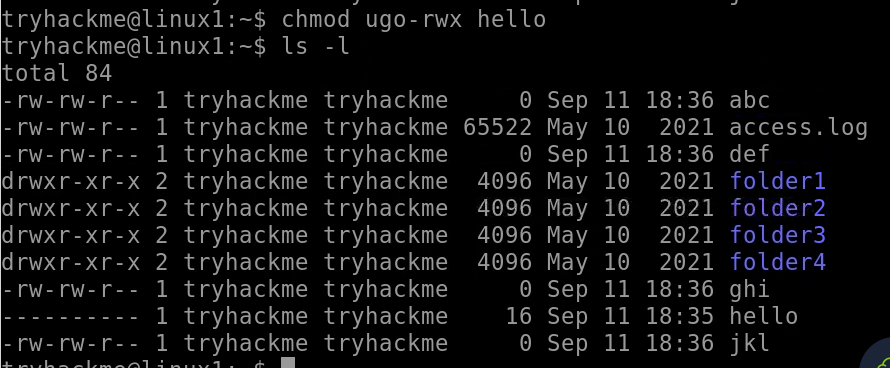 tryhackme@linux1:~$ chmod ugo-rwx hello
tryhackme@linux1:~$ ls -l
total 84
-rw-rw-r-- 1 tryhackme tryhackme     0 Sep 11 18:36 abc
-rw-rw-r-- 1 tryhackme tryhackme 65522 May 10  2021 access.log
-rw-rw-r-- 1 tryhackme tryhackme     0 Sep 11 18:36 def
drwxr-xr-x 2 tryhackme tryhackme  4096 May 10  2021 folder1
drwxr-xr-x 2 tryhackme tryhackme  4096 May 10  2021 folder2
drwxr-xr-x 2 tryhackme tryhackme  4096 May 10  2021 folder3
drwxr-xr-x 2 tryhackme tryhackme  4096 May 10  2021 folder4
-rw-rw-r-- 1 tryhackme tryhackme     0 Sep 11 18:36 ghi
---------- 1 tryhackme tryhackme    16 Sep 11 18:35 hello
-rw-rw-r-- 1 tryhackme tryhackme     0 Sep 11 18:36 jkl
tryhackme@linux1:~$